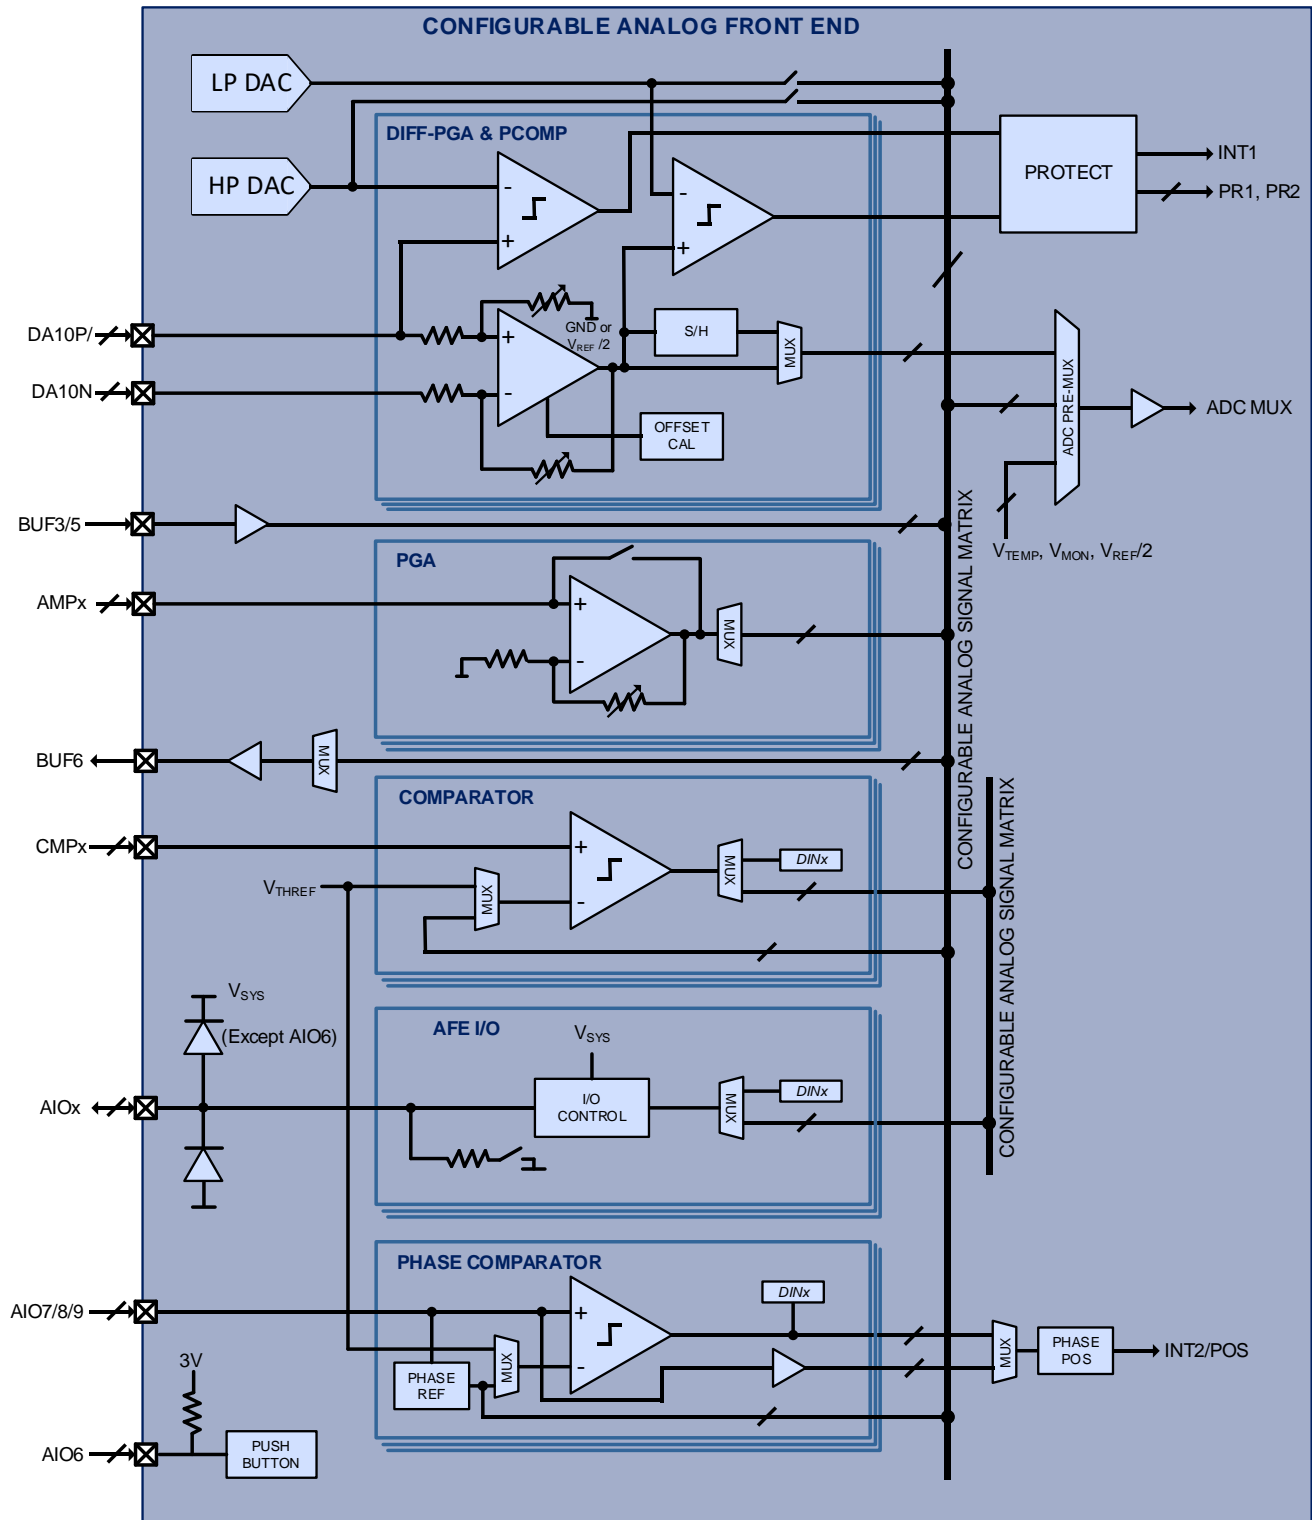 CONFIGURABLE ANALOG FRONT END
LP DAC
HP DAC
DIFF-PGA & PCOMP
-
+
-
+
PROTECT
INT1
PR1, PR2
DA10P/
DA10N
+
-
GND or
VREF /2
S/H
MUX
OFFSET
CAL
ADC PRE-MUX
ADC MUX
VTEMP, VMON, VREF/2
BUF3/5
PGA
AMPx
+
-
MUX
CONFIGURABLE ANALOG SIGNAL MATRIX
BUF6
MUX
COMPARATOR
CMPx
VTHREF
MUX
+
-
MUX
DINx
CONFIGURABLE ANALOG SIGNAL MATRIX
VSYS
(Except AIO6)
AFE I/O
VSYS
AIOx
I/O
CONTROL
MUX
DINx
PHASE COMPARATOR
AIO7/8/9
+
-
DINx
PHASE
REF
MUX
MUX
PHASE
POS
INT2/POS
3V
AIO6
PUSH
BUTTON